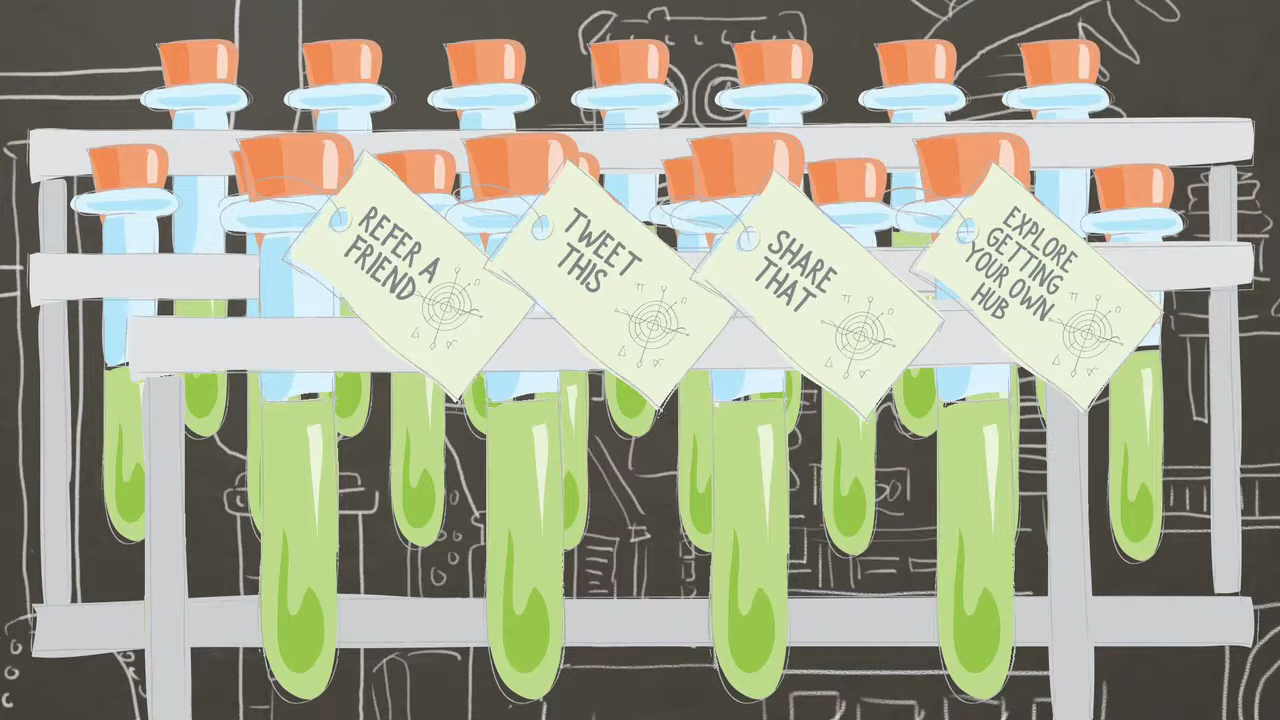 REFER A
FRIEND
TWEET
THIS
SHARE
THAT
EXPLORE
GETTING
YOUR OWN
HUB